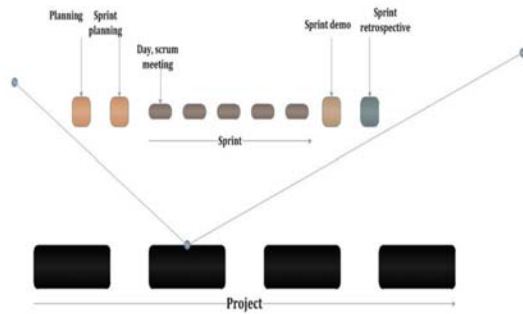 Planning
Sprint
planning
Day, scrum
meeting
Sprint demo
Sprint
retrospective
Sprint
Project